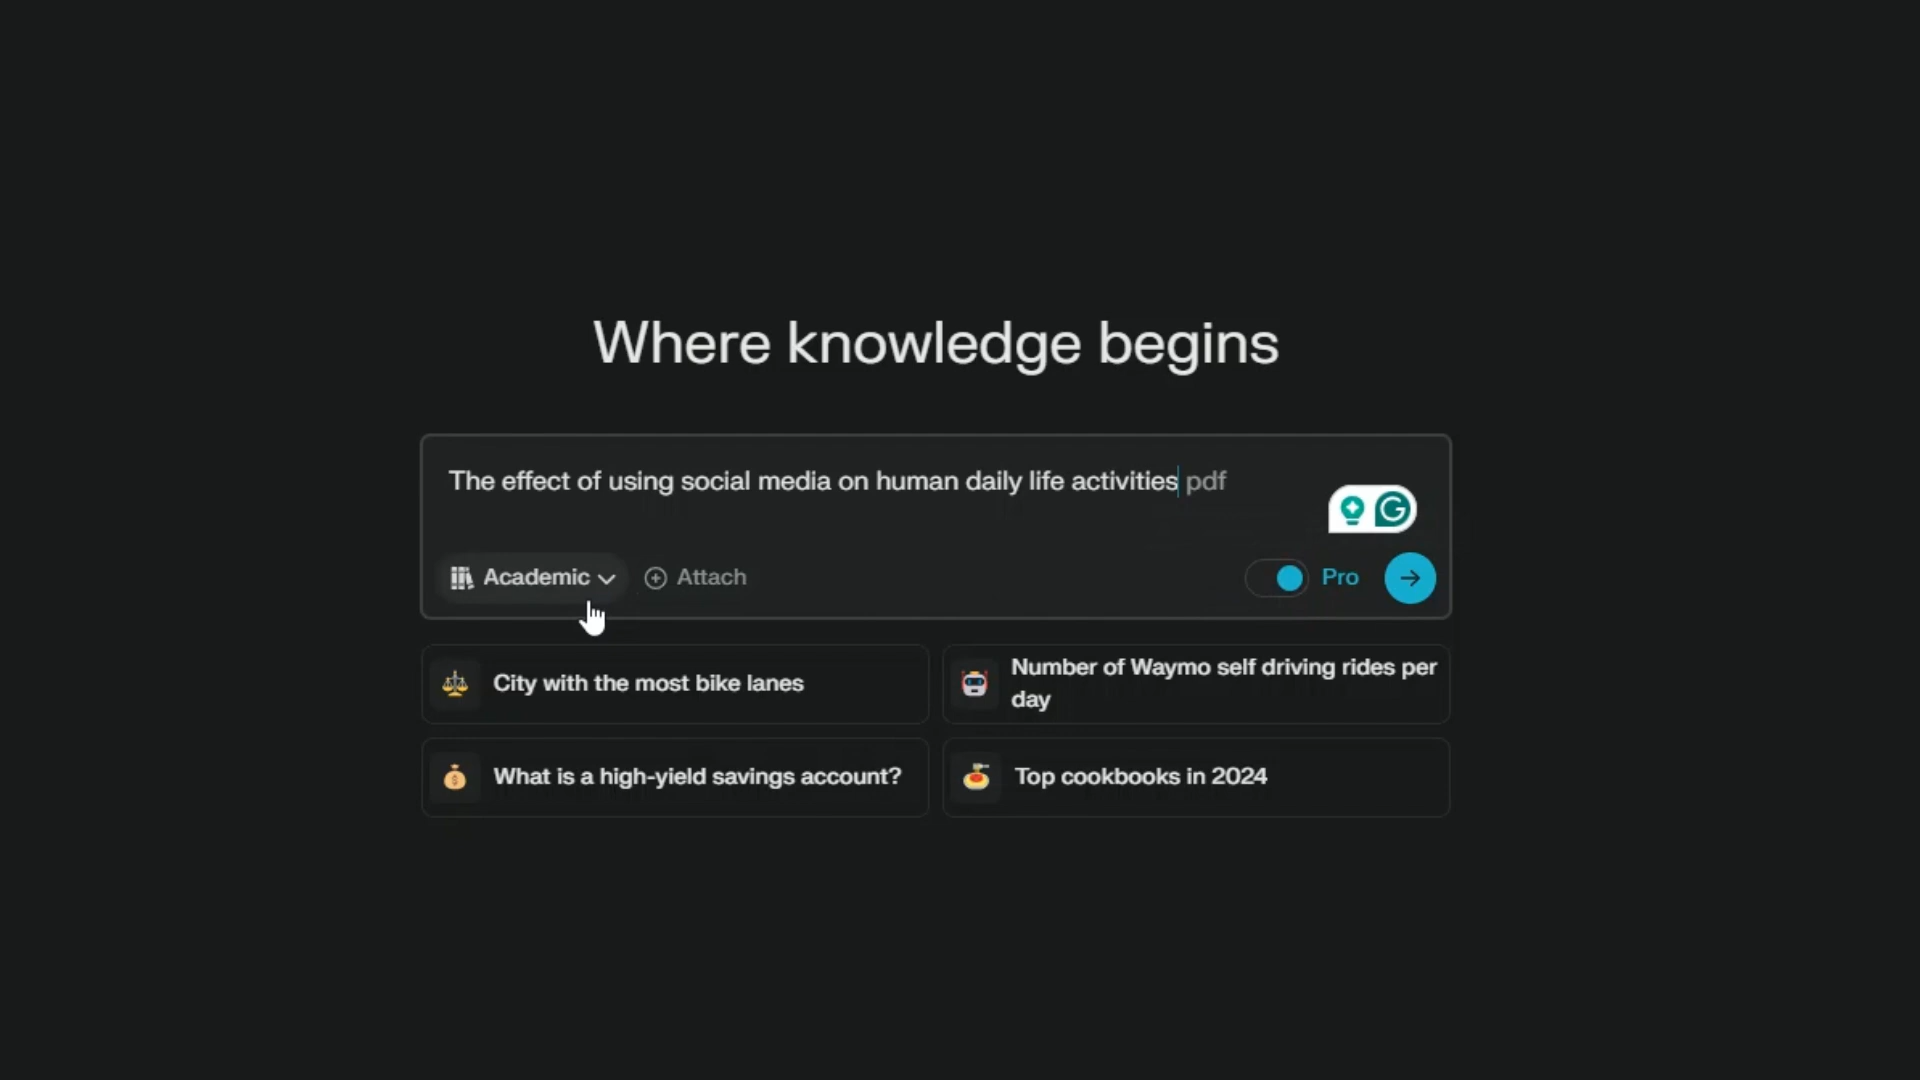 Where knowledge begins
The effect of using social media on human daily life activities pdf
Academic
Attach
Pro
City with the most bike lanes
Number of Waymo self driving rides per
day
What is a high-yield savings account?
Top cookbooks in 2024